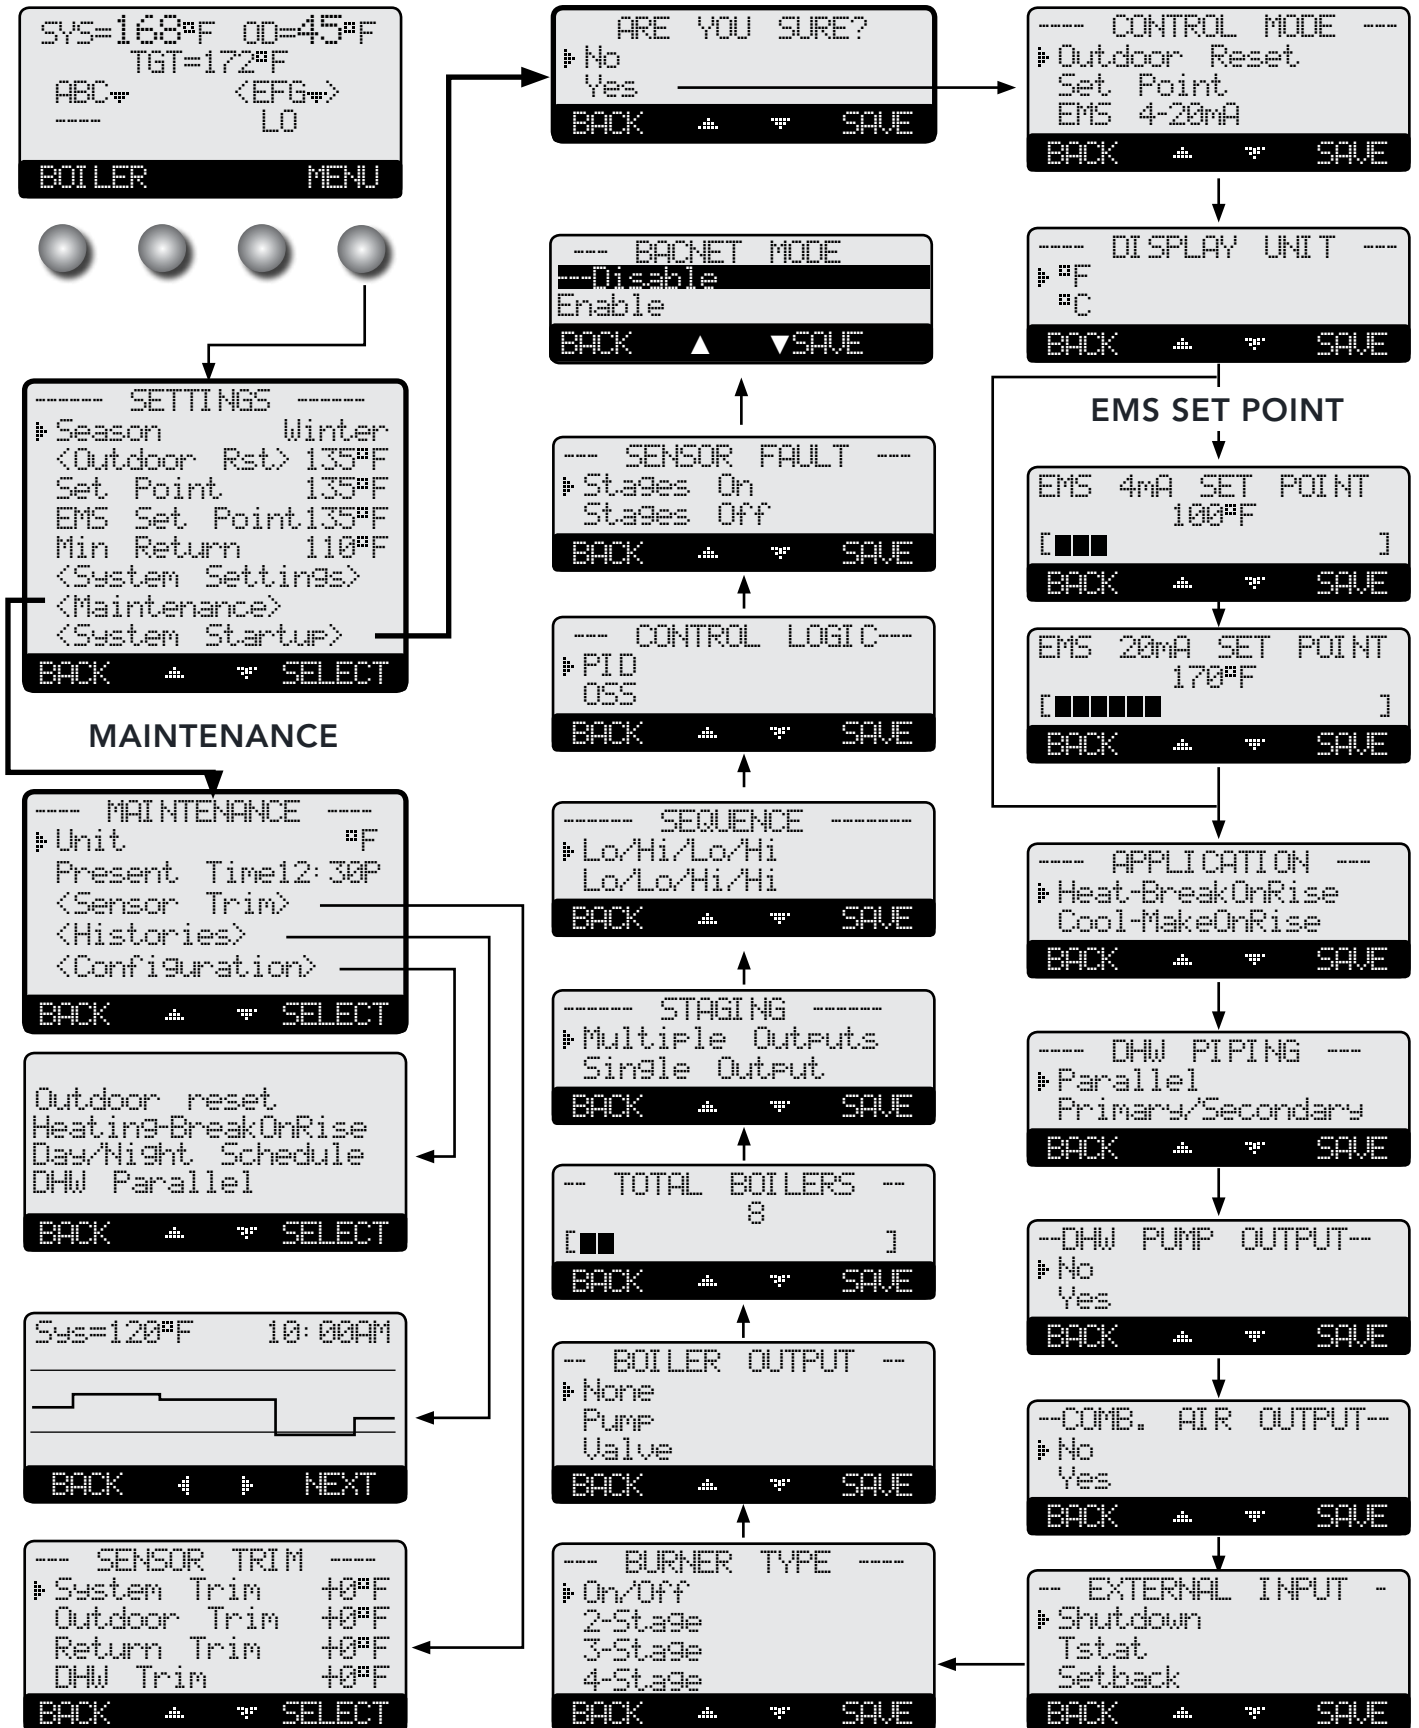 SYS=168°F OD=45°F
TGT=172°F
ABC▾ <EFG▾>
---- LO
BOILER MENU
------ SETTINGS ------
Season Winter
<Outdoor Rst> 135°F
Set Point 135°F
EMS Set Point135°F
Min Return 110°F
<System Settings>
<Maintenance>
<System Startup>
BACK ▲ ▼ SELECT
MAINTENANCE
---- MAINTENANCE ----
Unit °F
Present Time12:30P
<Sensor Trim>
<Histories>
<Configuration>
BACK ▲ ▼ SELECT
Outdoor reset
Heating-BreakOnRise
Day/Night Schedule
DHW Parallel
BACK ▲ ▼ SELECT
Sys=120°F 10:00AM
BACK ◀ ▶ NEXT
--- SENSOR TRIM ----
System Trim +0°F
Outdoor Trim +0°F
Return Trim +0°F
DHW Trim +0°F
BACK ▲ ▼ SELECT
ARE YOU SURE?
No
Yes
BACK ▲ ▼ SAVE
--- BACNET MODE
---Disable
Enable
BACK ▲ ▼SAVE
--- SENSOR FAULT ---
Stages On
Stages Off
BACK ▲ ▼ SAVE
--- CONTROL LOGIC---
PID
OSS
BACK ▲ ▼ SAVE
------ SEQUENCE -------
Lo/Hi/Lo/Hi
Lo/Lo/Hi/Hi
BACK ▲ ▼ SAVE
------ STAGING ------
Multiple Outputs
Single Output
BACK ▲ ▼ SAVE
-- TOTAL BOILERS --
8
[ ]
BACK ▲ ▼ SAVE
-- BOILER OUTPUT --
None
Pump
Valve
BACK ▲ ▼ SAVE
--- BURNER TYPE ----
On/Off
2-Stage
3-Stage
4-Stage
BACK ▲ ▼ SAVE
---- CONTROL MODE ---
Outdoor Reset
Set Point
EMS 4-20mA
BACK ▲ ▼ SAVE
---- DISPLAY UNIT ---
°F
°C
BACK ▲ ▼ SAVE
EMS SET POINT
EMS 4mA SET POINT
100°F
[ ]
BACK ▲ ▼ SAVE
EMS 20mA SET POINT
170°F
[ ]
BACK ▲ ▼ SAVE
---- APPLICATION ---
Heat-BreakOnRise
Cool-MakeOnRise
BACK ▲ ▼ SAVE
---- DHW PIPING ---
Parallel
Primary/Secondary
BACK ▲ ▼ SAVE
--DHW PUMP OUTPUT--
No
Yes
BACK ▲ ▼ SAVE
--COMB. AIR OUTPUT--
No
Yes
BACK ▲ ▼ SAVE
-- EXTERNAL INPUT -
Shutdown
Tstat
Setback
BACK ▲ ▼ SAVE